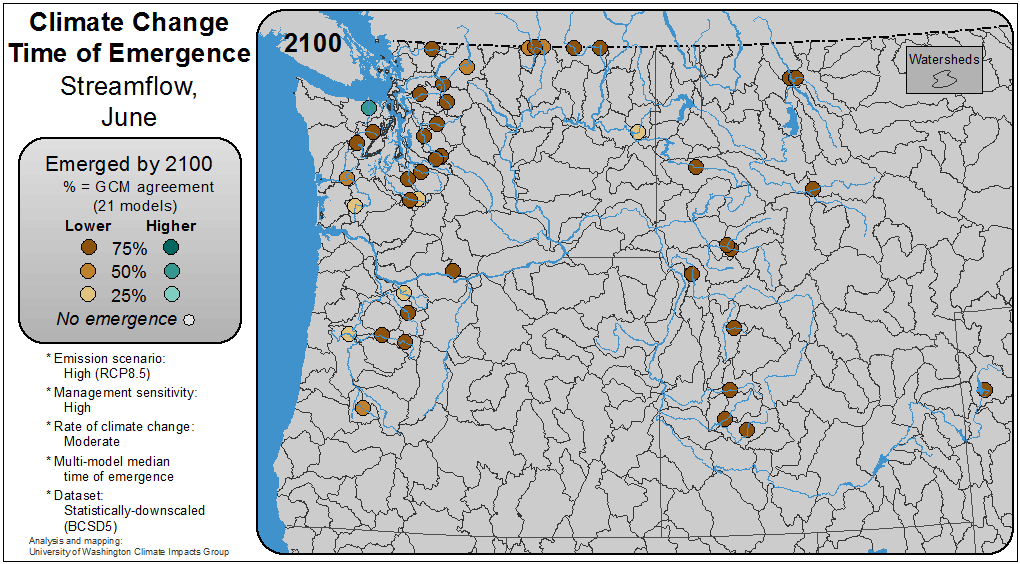 Climate Change
Time of Emergence
Streamflow,
June
Emerged by 2100
% = GCM agreement
(21 models)
Lower Higher
75%
50%
25%
No emergence
* Emission scenario:
High (RCP8.5)
* Management sensitivity:
High
* Rate of climate change:
Moderate
* Multi-model median
time of emergence
* Dataset:
Statistically-downscaled
(BCSD5)
Analysis and mapping:
University of Washington Climate Impacts Group
2100
Watersheds